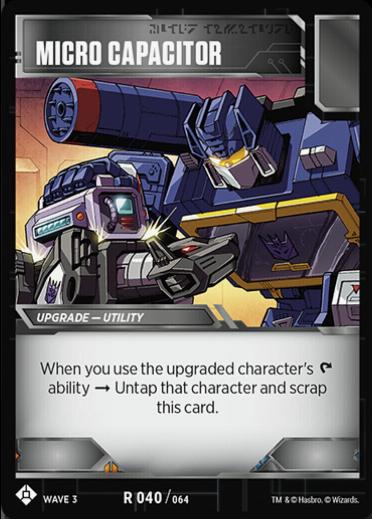 MICRO CAPACITOR
UPGRADE — UTILITY
When you use the upgraded character's ↷
ability → Untap that character and scrap
this card.
WAVE 3 R 040/064 TM & © Hasbro. © Wizards.